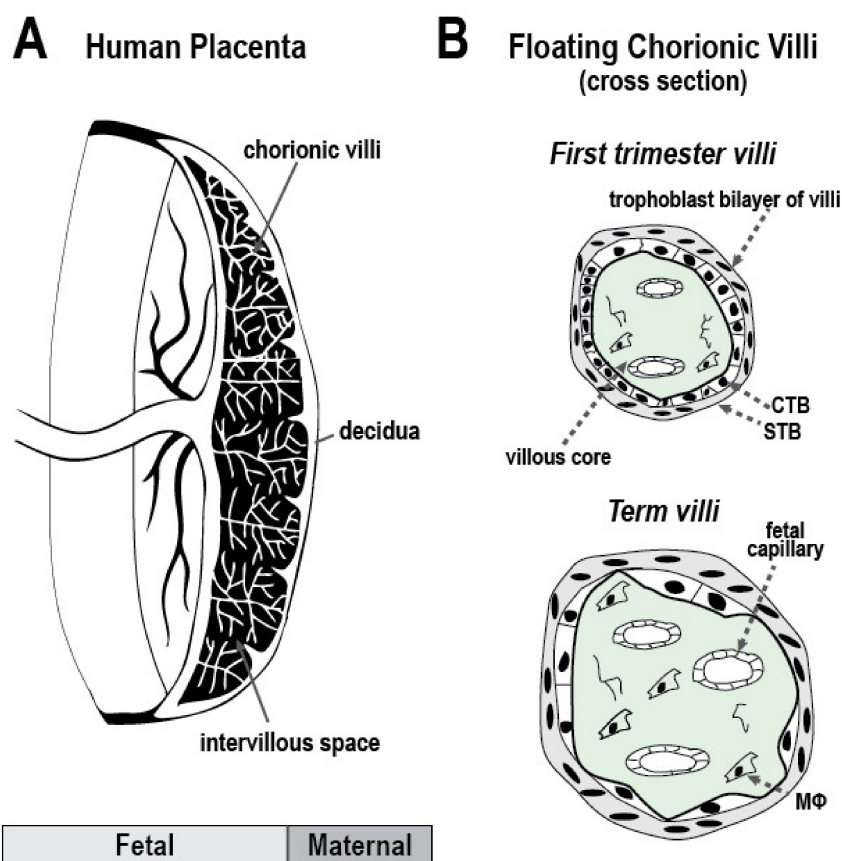 A Human Placenta
chorionic villi
decidua
intervillous space
Fetal Maternal
B Floating Chorionic Villi
(cross section)
First trimester villi
trophoblast bilayer of villi
CTB
STB
villous core
Term villi
fetal
capillary
MΦ